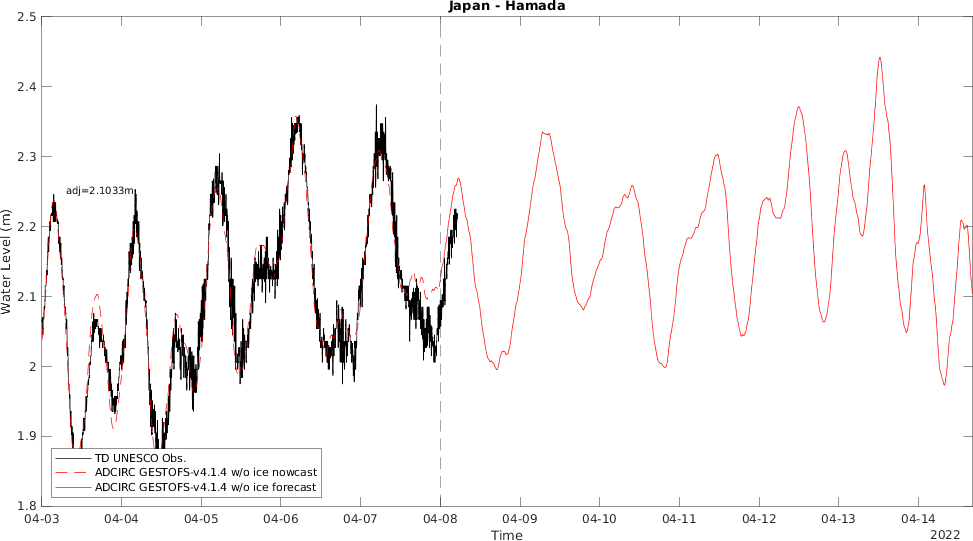 Japan - Hamada
2.5
2.4
2.3
2.2
2.1
2
1.9
1.8
Water Level (m)
adj=2.1033m
TD UNESCO Obs.
ADCIRC GESTOFS-v4.1.4 w/o ice nowcast
ADCIRC GESTOFS-v4.1.4 w/o ice forecast
04-03 04-04 04-05 04-06 04-07 04-08 04-09 04-10 04-11 04-12 04-13 04-14
Time
2022